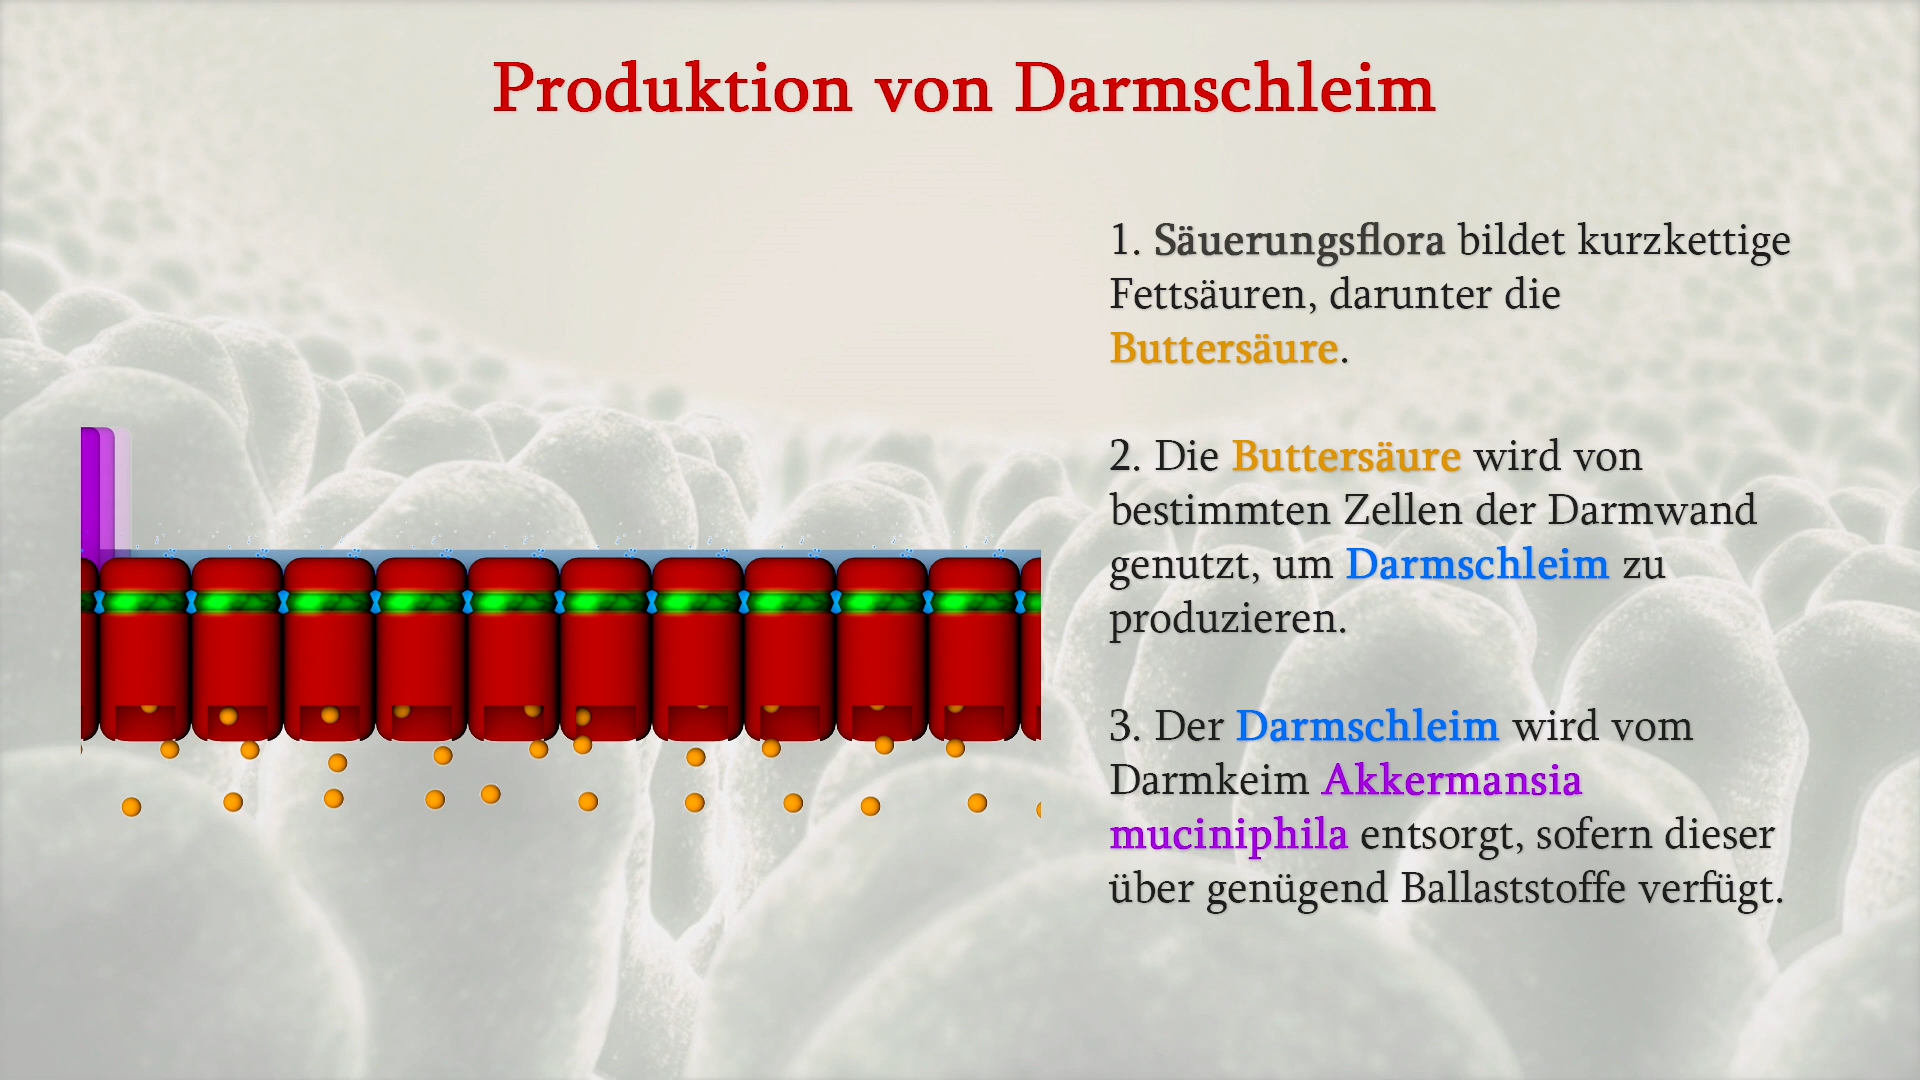 Produktion von Darmschleim
1. Säuerungsflora bildet kurzkettige
Fettsäuren, darunter die
Buttersäure.
2. Die Buttersäure wird von
bestimmten Zellen der Darmwand
genutzt, um Darmschleim zu
produzieren.
3. Der Darmschleim wird vom
Darmkeim Akkermansia
muciniphila entsorgt, sofern dieser
über genügend Ballaststoffe verfügt.